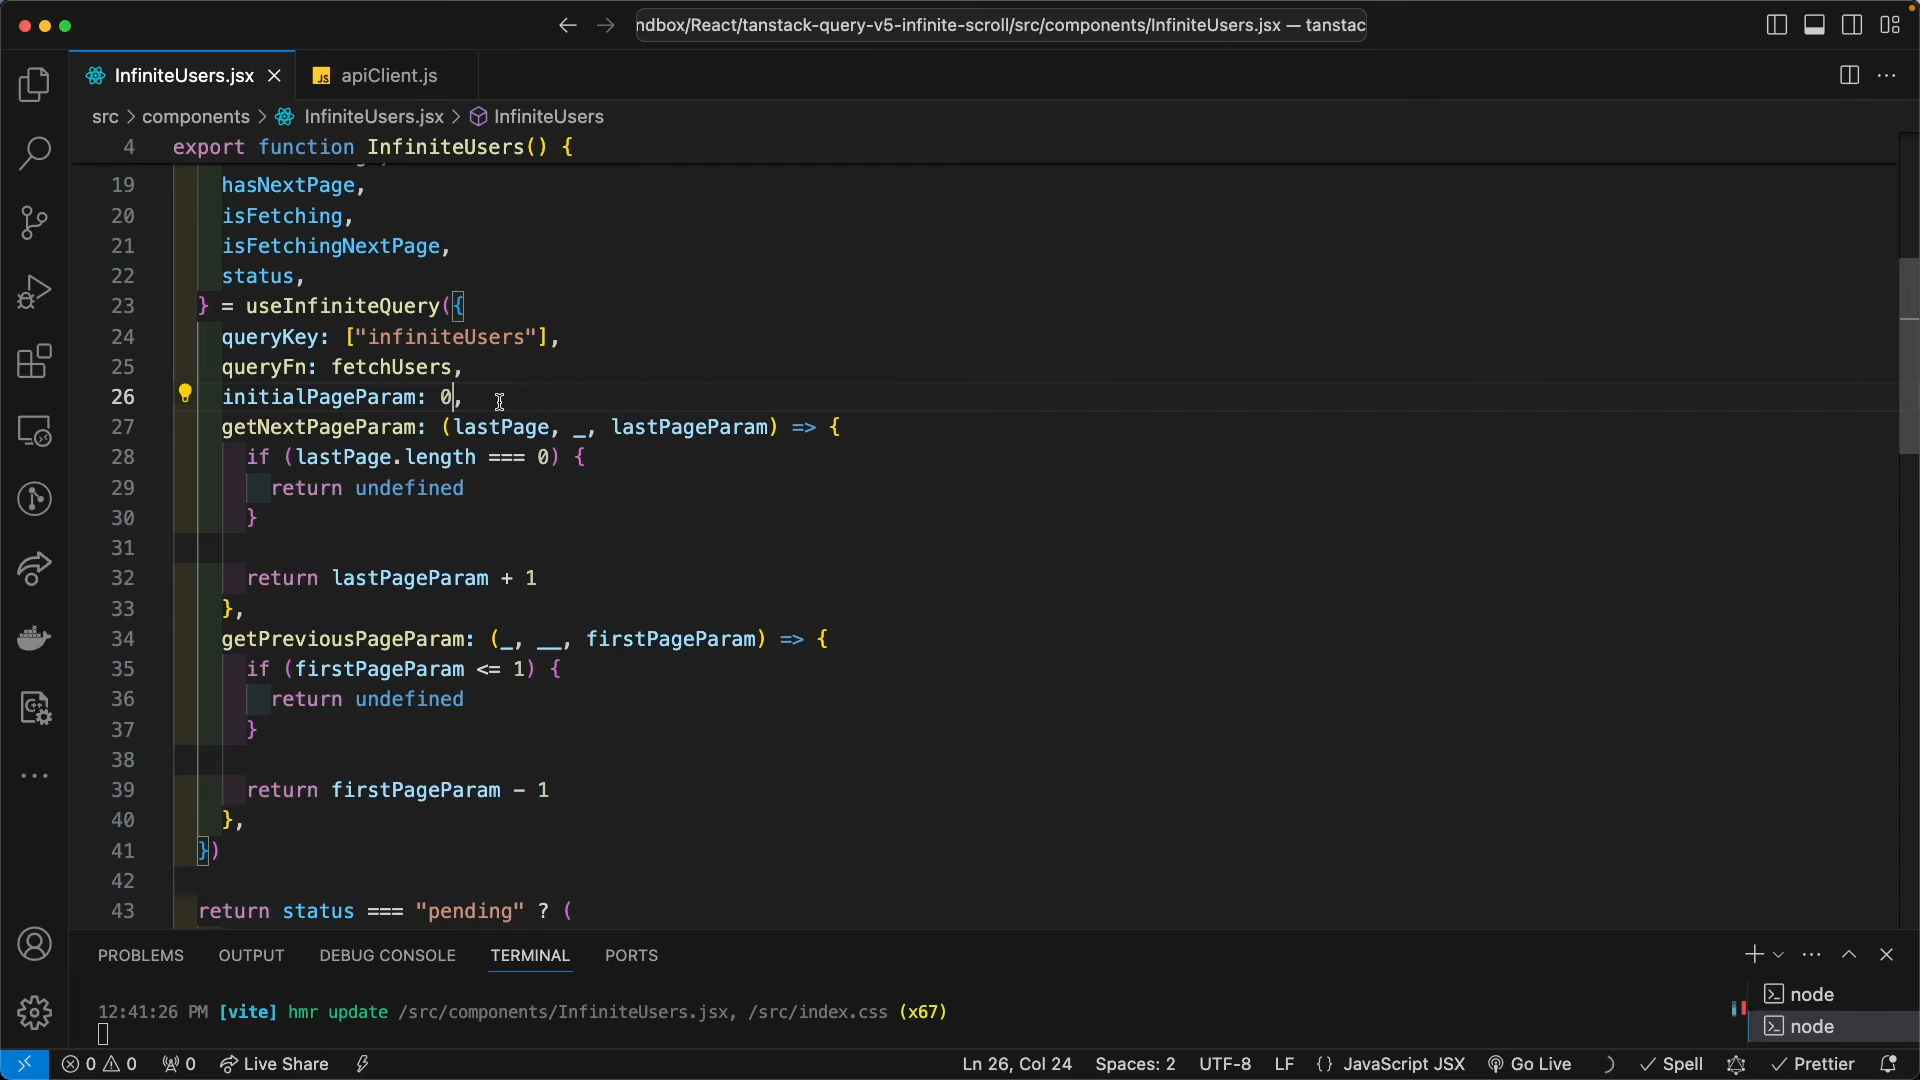 ndbox/React/tanstack-query-v5-infinite-scroll/src/components/InfiniteUsers.jsx — tanstac
InfiniteUsers.jsx
JS apiClient.js
src > components > InfiniteUsers.jsx > InfiniteUsers
4 export function InfiniteUsers() {
19 hasNextPage,
20 isFetching,
21 isFetchingNextPage,
22 status,
23 } = useInfiniteQuery({
24 queryKey: ["infiniteUsers"],
25 queryFn: fetchUsers,
26 initialPageParam: 0,
27 getNextPageParam: (lastPage, _, lastPageParam) => {
28 if (lastPage.length === 0) {
29 return undefined
30 }
31
32 return lastPageParam + 1
33 },
34 getPreviousPageParam: (_, __, firstPageParam) => {
35 if (firstPageParam <= 1) {
36 return undefined
37 }
38
39 return firstPageParam - 1
40 },
41 })
42
43 return status === "pending" ? (
PROBLEMS OUTPUT DEBUG CONSOLE TERMINAL PORTS
12:41:26 PM [vite] hmr update /src/components/InfiniteUsers.jsx, /src/index.css (x67)
node
node
0 0 0 Live Share Ln 26, Col 24 Spaces: 2 UTF-8 LF {} JavaScript JSX Go Live Spell Prettier